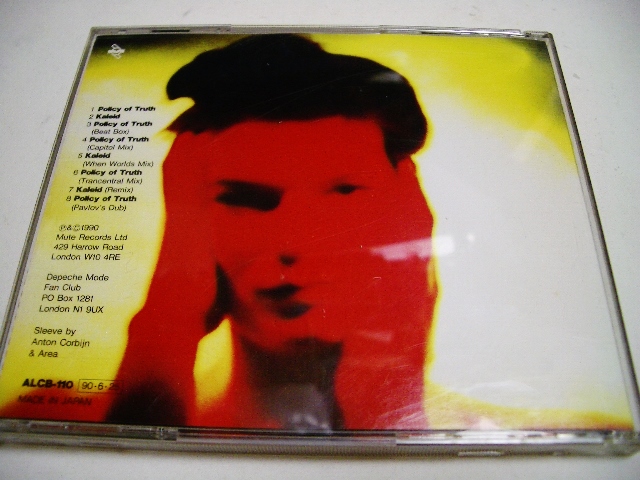 1 Policy of Truth
2 Kaleid
3 Policy of Truth
(Beat Box)
4 Policy of Truth
(Capitol Mix)
5 Kaleid
(When Worlds Mix)
6 Policy of Truth
(Trancentral Mix)
7 Kaleid (Remix)
8 Policy of Truth
(Pavlov's Dub)
℗&©1990
Mute Records Ltd
429 Harrow Road
London W10 4RE
Depeche Mode
Fan Club
PO Box 1281
London N1 9UX
Sleeve by
Anton Corbijn
& Area
ALCB-110 90-6-25
MADE IN JAPAN